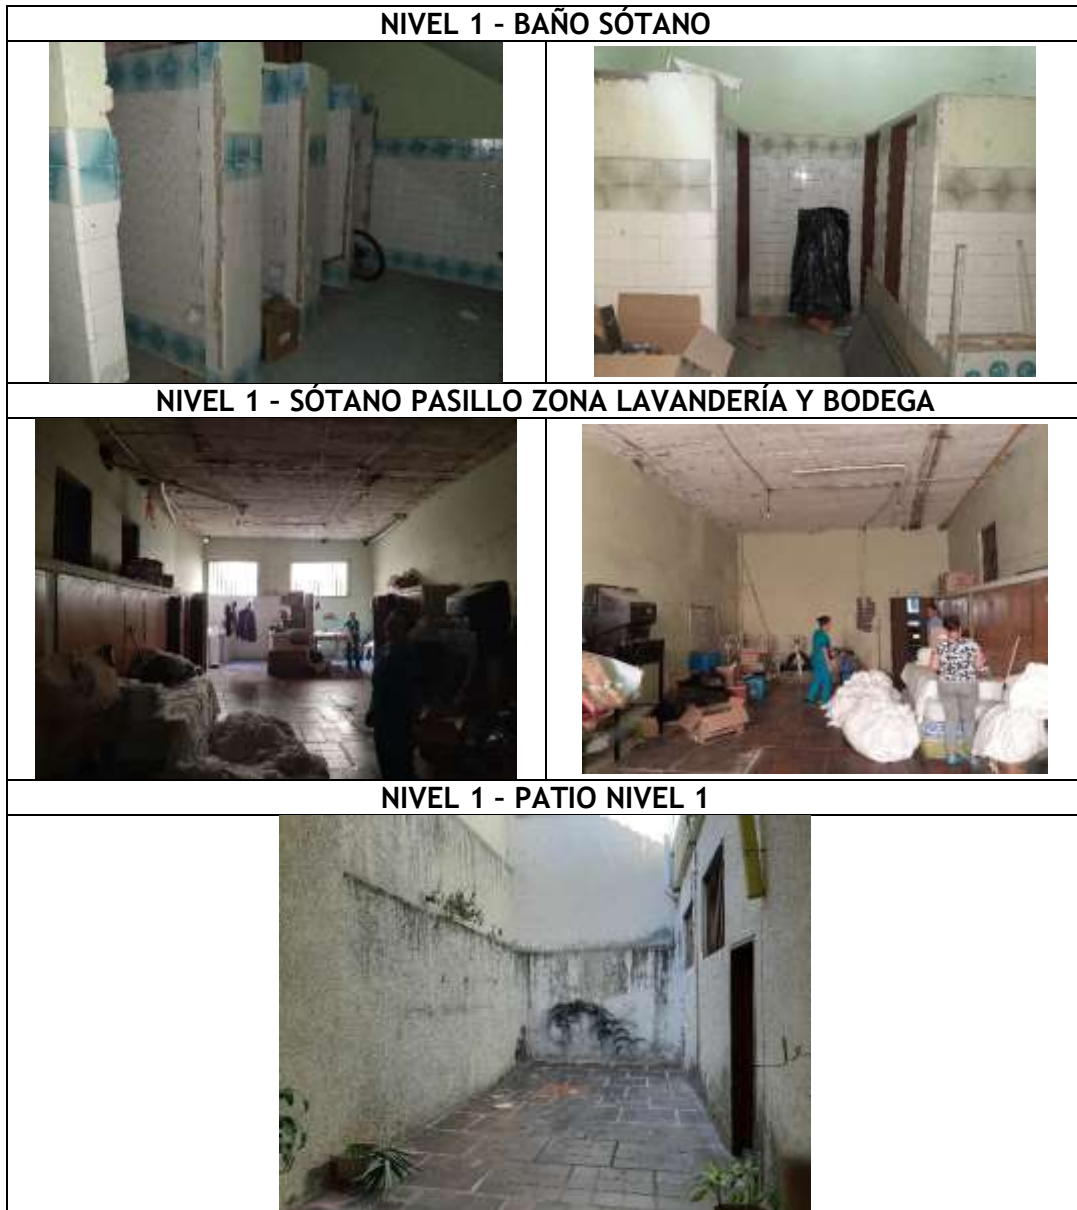 NIVEL 1 - BAÑO SÓTANO
NIVEL 1 - SÓTANO PASILLO ZONA LAVANDERÍA Y BODEGA
NIVEL 1 - PATIO NIVEL 1